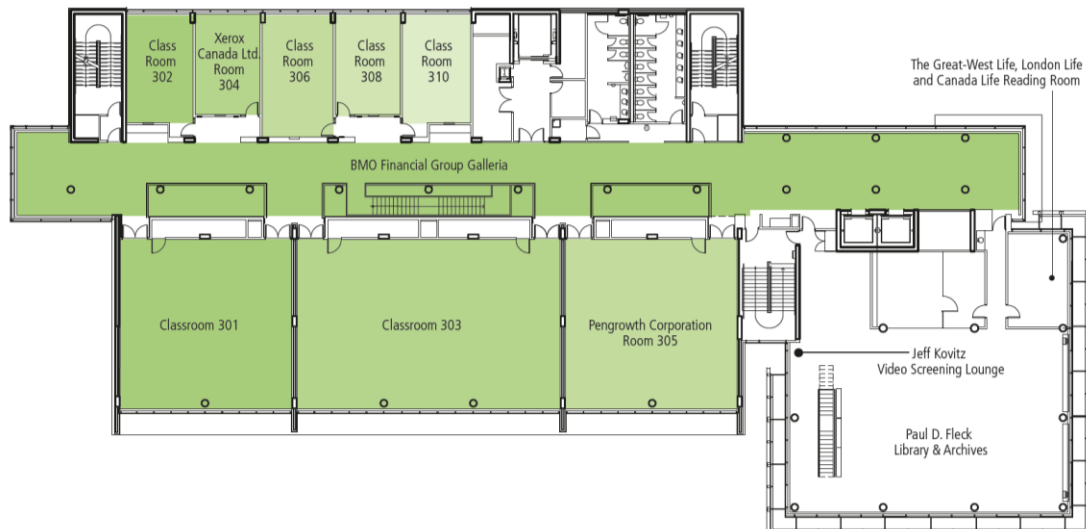 Class
Room
302
Xerox
Canada Ltd.
Room
304
Class
Room
306
Class
Room
308
Class
Room
310
The Great-West Life, London Life
and Canada Life Reading Room
BMO Financial Group Galleria
Classroom 301
Classroom 303
Pengrowth Corporation
Room 305
Jeff Kovitz
Video Screening Lounge
Paul D. Fleck
Library & Archives